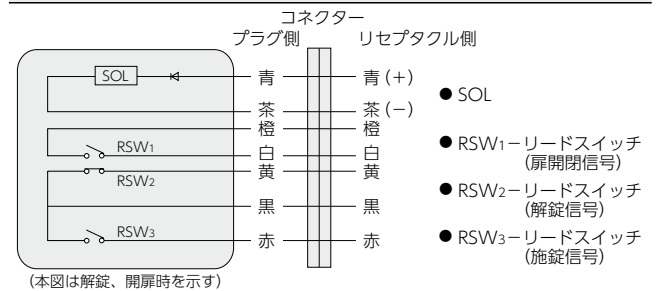 コネクター
プラグ側 リセプタクル側
SOL 青 青(+)
茶 茶(−)
橙 橙
RSW1 白 白
黄 黄
RSW2
黒 黒
RSW3 赤 赤
(本図は解錠、開扉時を示す)
● SOL
● RSW1−リードスイッチ
(扉開閉信号)
● RSW2−リードスイッチ
(解錠信号)
● RSW3−リードスイッチ
(施錠信号)